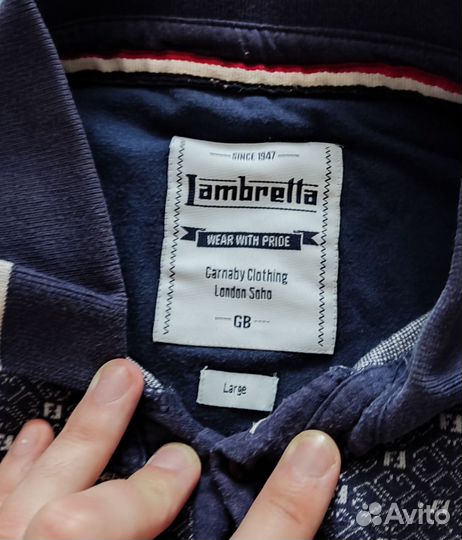 SINCE 1947
Lambretta
WEAR WITH PRIDE
Carnaby Clothing
London Soho
GB
Large
Avito